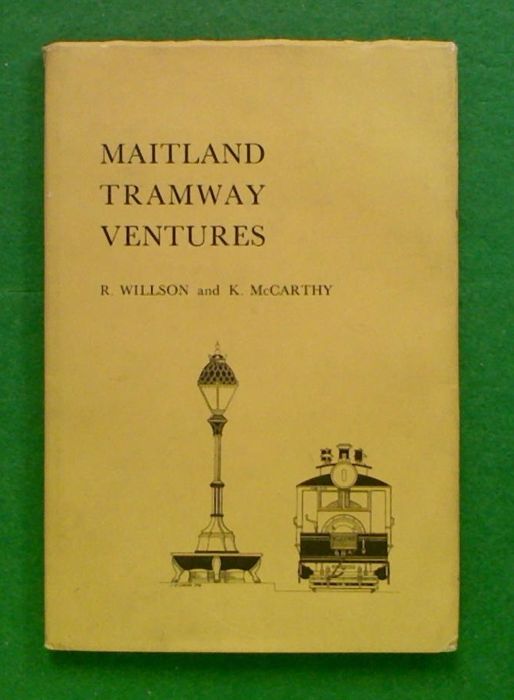 MAITLAND
TRAMWAY
VENTURES
R. WILLSON and K. McCARTHY